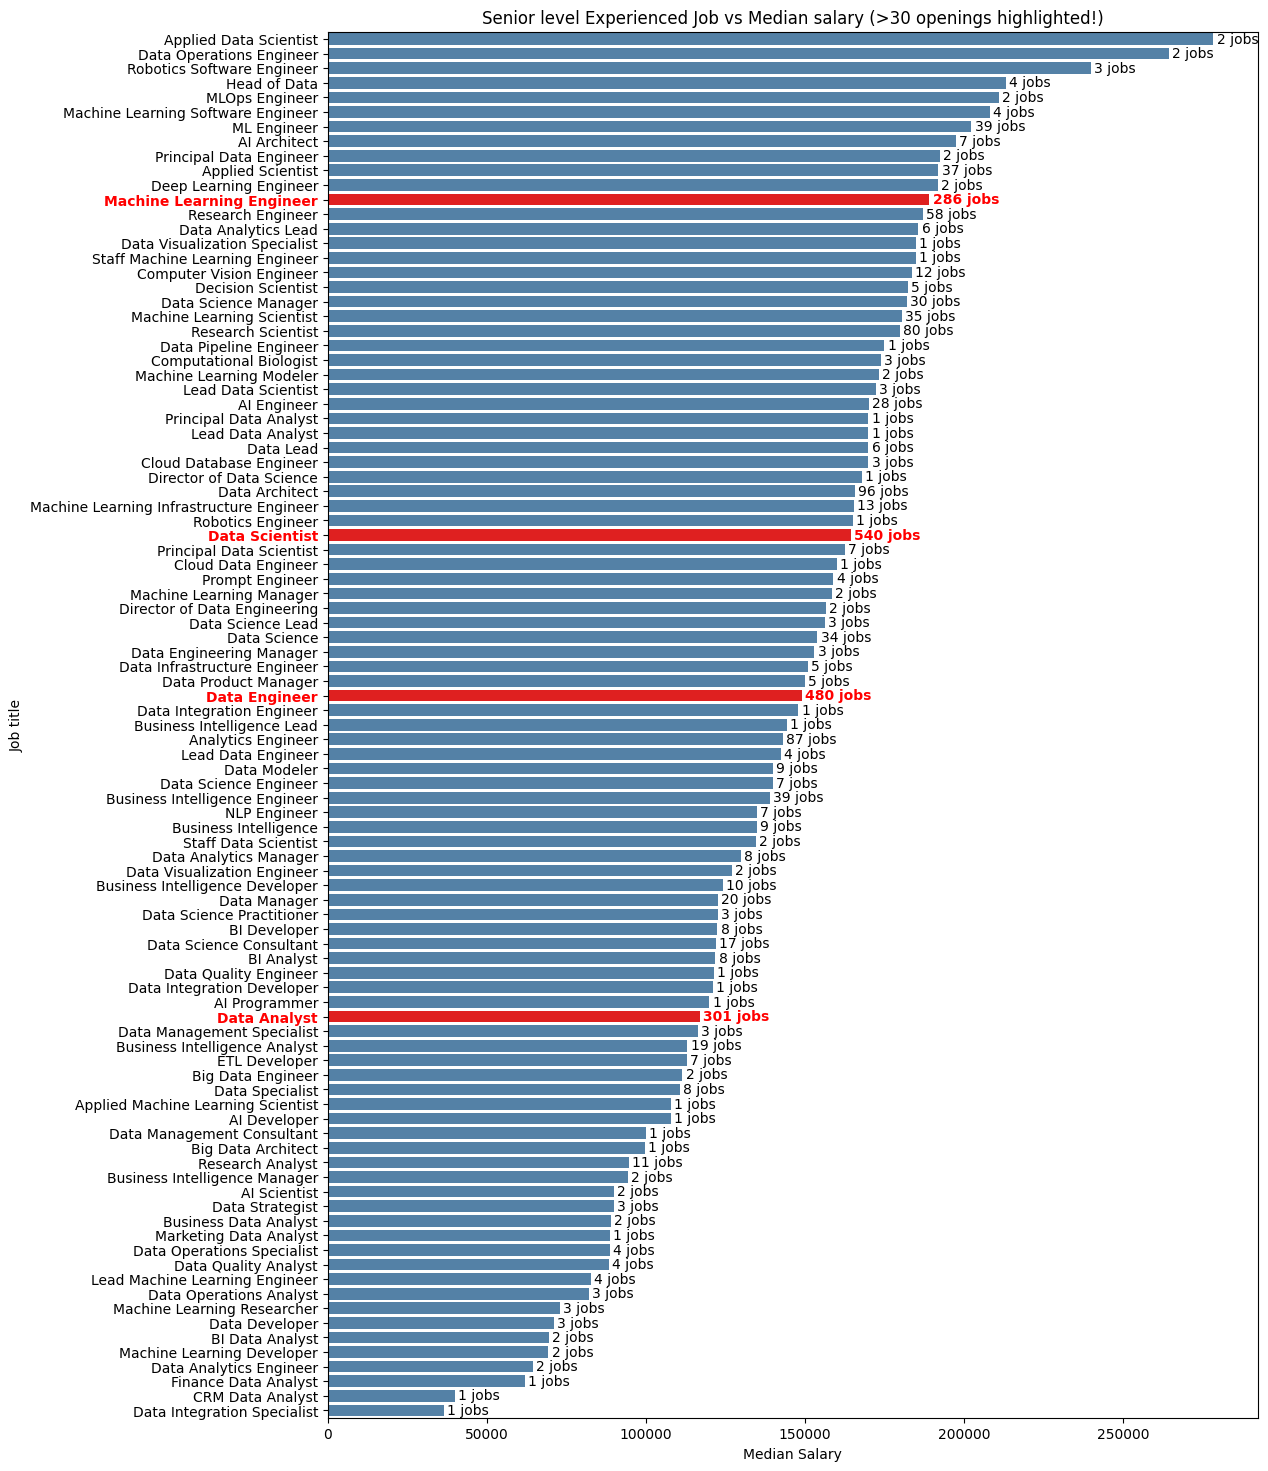 Senior level Experienced Job vs Median salary (>30 openings highlighted!)
Applied Data Scientist 2 jobs
Data Operations Engineer 2 jobs
Robotics Software Engineer 3 jobs
Head of Data 4 jobs
MLOps Engineer 2 jobs
Machine Learning Software Engineer 4 jobs
ML Engineer 39 jobs
AI Architect 7 jobs
Principal Data Engineer 2 jobs
Applied Scientist 37 jobs
Deep Learning Engineer 2 jobs
Machine Learning Engineer 286 jobs
Research Engineer 58 jobs
Data Analytics Lead 6 jobs
Data Visualization Specialist 1 jobs
Staff Machine Learning Engineer 1 jobs
Computer Vision Engineer 12 jobs
Decision Scientist 5 jobs
Data Science Manager 30 jobs
Machine Learning Scientist 35 jobs
Research Scientist 80 jobs
Data Pipeline Engineer 1 jobs
Computational Biologist 3 jobs
Machine Learning Modeler 2 jobs
Lead Data Scientist 3 jobs
AI Engineer 28 jobs
Principal Data Analyst 1 jobs
Lead Data Analyst 1 jobs
Data Lead 6 jobs
Cloud Database Engineer 3 jobs
Director of Data Science 1 jobs
Data Architect 96 jobs
Machine Learning Infrastructure Engineer 13 jobs
Robotics Engineer 1 jobs
Data Scientist 540 jobs
Principal Data Scientist 7 jobs
Cloud Data Engineer 1 jobs
Prompt Engineer 4 jobs
Machine Learning Manager 2 jobs
Director of Data Engineering 2 jobs
Data Science Lead 3 jobs
Data Science 34 jobs
Data Engineering Manager 3 jobs
Data Infrastructure Engineer 5 jobs
Data Product Manager 5 jobs
Data Engineer 480 jobs
Data Integration Engineer 1 jobs
Business Intelligence Lead 1 jobs
Analytics Engineer 87 jobs
Lead Data Engineer 4 jobs
Data Modeler 9 jobs
Data Science Engineer 7 jobs
Business Intelligence Engineer 39 jobs
NLP Engineer 7 jobs
Business Intelligence 9 jobs
Staff Data Scientist 2 jobs
Data Analytics Manager 8 jobs
Data Visualization Engineer 2 jobs
Business Intelligence Developer 10 jobs
Data Manager 20 jobs
Data Science Practitioner 3 jobs
BI Developer 8 jobs
Data Science Consultant 17 jobs
BI Analyst 8 jobs
Data Quality Engineer 1 jobs
Data Integration Developer 1 jobs
AI Programmer 1 jobs
Data Analyst 301 jobs
Data Management Specialist 3 jobs
Business Intelligence Analyst 19 jobs
ETL Developer 7 jobs
Big Data Engineer 2 jobs
Data Specialist 8 jobs
Applied Machine Learning Scientist 1 jobs
AI Developer 1 jobs
Data Management Consultant 1 jobs
Big Data Architect 1 jobs
Research Analyst 11 jobs
Business Intelligence Manager 2 jobs
AI Scientist 2 jobs
Data Strategist 3 jobs
Business Data Analyst 2 jobs
Marketing Data Analyst 1 jobs
Data Operations Specialist 4 jobs
Data Quality Analyst 4 jobs
Lead Machine Learning Engineer 4 jobs
Data Operations Analyst 3 jobs
Machine Learning Researcher 3 jobs
Data Developer 3 jobs
BI Data Analyst 2 jobs
Machine Learning Developer 2 jobs
Data Analytics Engineer 2 jobs
Finance Data Analyst 1 jobs
CRM Data Analyst 1 jobs
Data Integration Specialist 1 jobs
Job title
0 50000 100000 150000 200000 250000
Median Salary